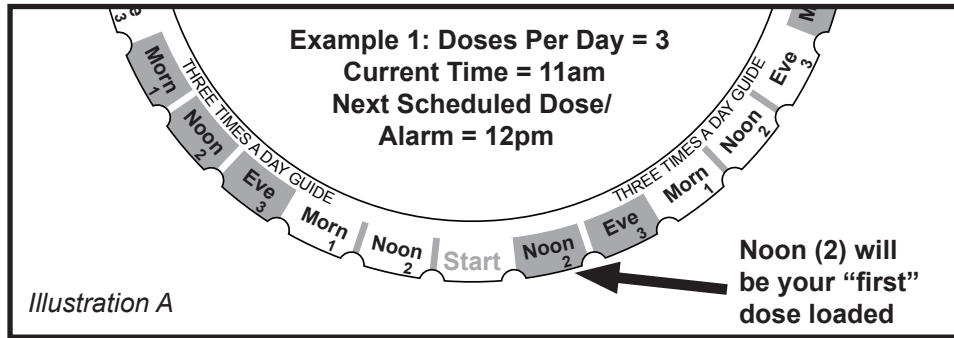 Example 1: Doses Per Day = 3
Current Time = 11am
Next Scheduled Dose/
Alarm = 12pm
3
Morn
1
Noon
2
Eve
3
Morn
1
Noon
2
Start
Noon
2
Eve
3
Morn
1
Noon
2
Eve
3
THREE TIMES A DAY GUIDE
THREE TIMES A DAY GUIDE
Noon (2) will
be your “first”
dose loaded
Illustration A